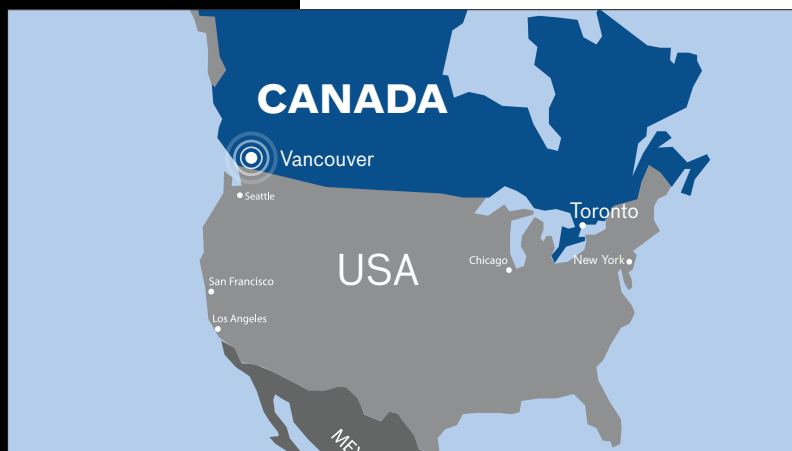 CANADA
Vancouver
Seattle
Toronto
Chicago
New York
USA
San Francisco
Los Angeles